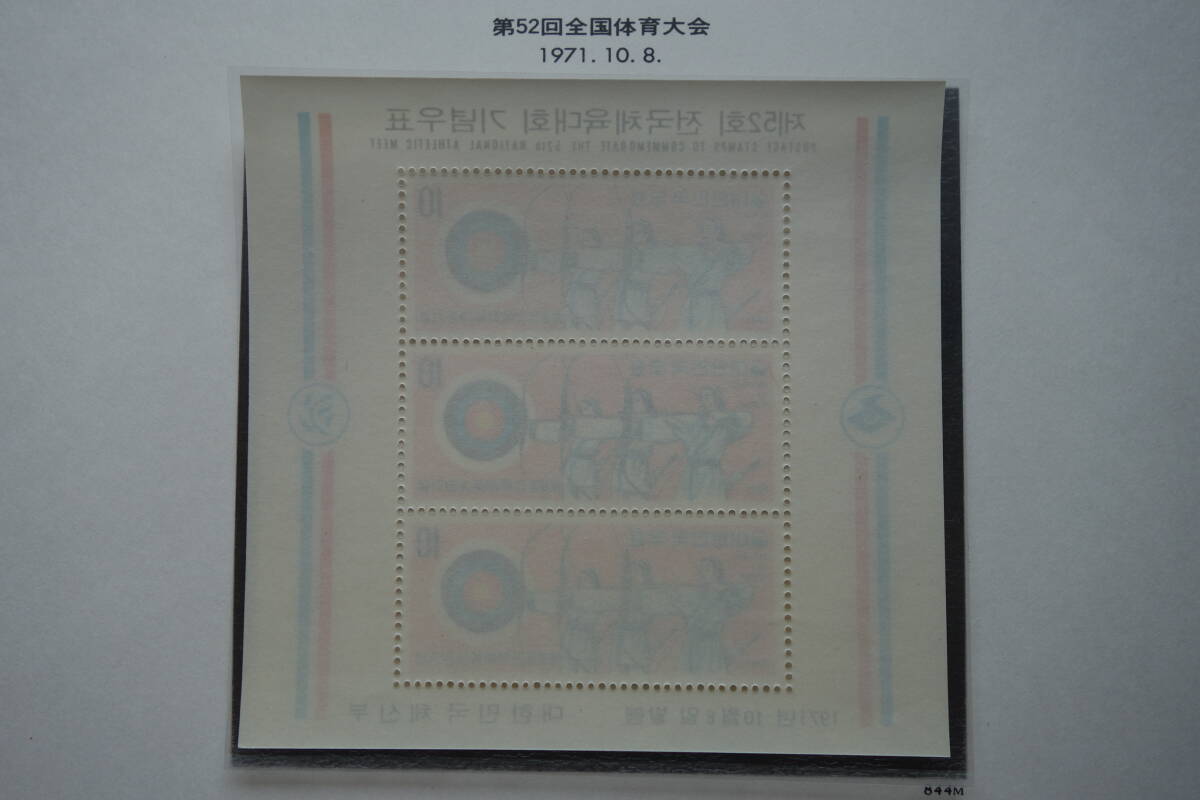 第52回全国体育大会
1971. 10. 8.
제52회 전국체육대회 기념우표
POSTAGE STAMPS TO COMMEMORATE THE 52th NATIONAL ATHLETIC MEET
10
10
10
1971년 10월 8일 발행 대한민국 체신부
844M